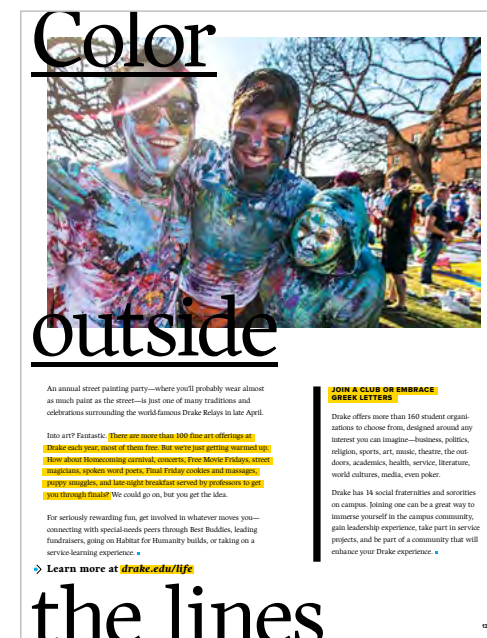 Color
outside
An annual street painting party—where you'll probably wear almost
as much paint as the street—is just one of many traditions and
celebrations surrounding the world-famous Drake Relays in late April.
Into art? Fantastic. There are more than 100 fine art offerings at
Drake each year, most of them free. But we're just getting warmed up.
How about Homecoming carnival, concerts, Free Movie Fridays, street
magicians, spoken word poets, Final Friday cookies and massages,
puppy snuggles, and late-night breakfast served by professors to get
you through finals? We could go on, but you get the idea.
For seriously rewarding fun, get involved in whatever moves you—
connecting with special-needs peers through Best Buddies, leading
fundraisers, going on Habitat for Humanity builds, or taking on a
service-learning experience.
Learn more at drake.edu/life
JOIN A CLUB OR EMBRACE
GREEK LETTERS
Drake offers more than 160 student organi-
zations to choose from, designed around any
interest you can imagine—business, politics,
religion, sports, art, music, theatre, the out-
doors, academics, health, service, literature,
world cultures, media, even poker.
Drake has 14 social fraternities and sororities
on campus. Joining one can be a great way to
immerse yourself in the campus community,
gain leadership experience, take part in service
projects, and be part of a community that will
enhance your Drake experience.
the lines
13